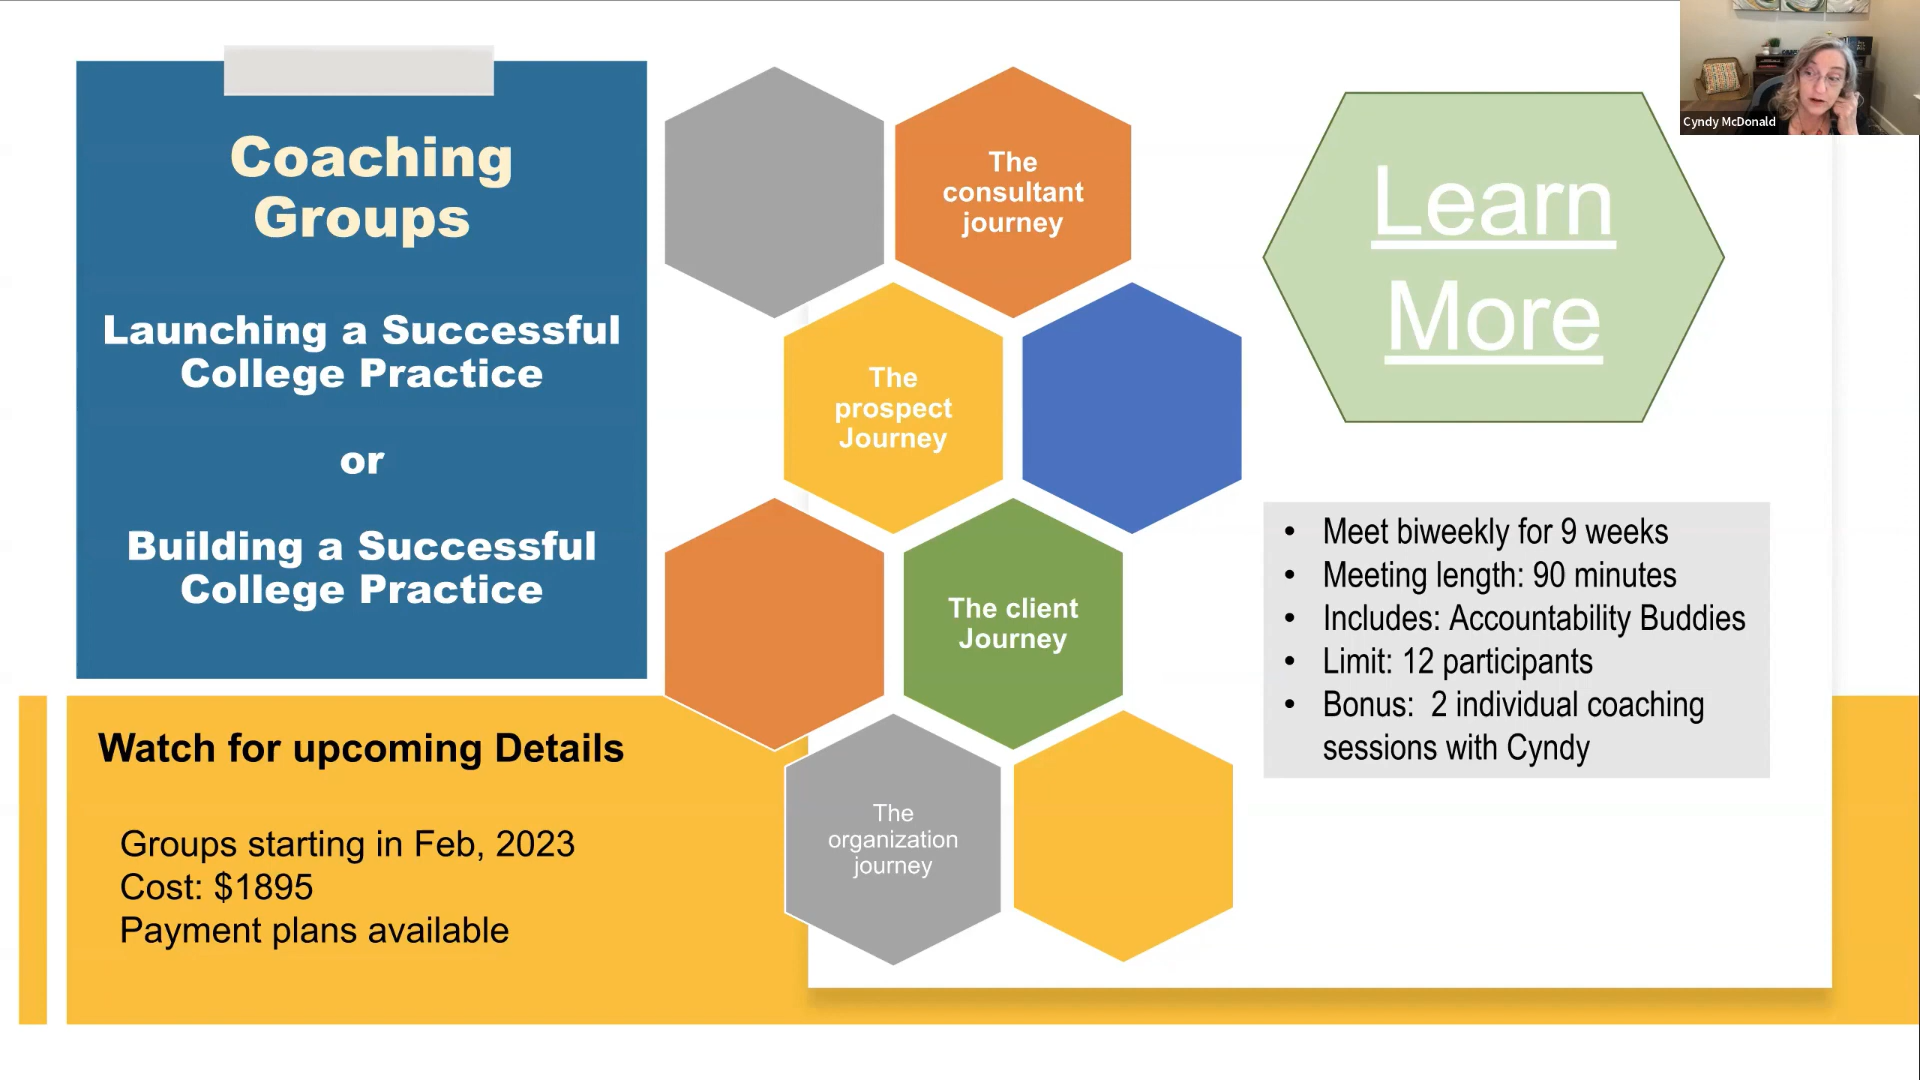 Coaching
Groups
Launching a Successful
College Practice
or
Building a Successful
College Practice
Watch for upcoming Details
Groups starting in Feb, 2023
Cost: $1895
Payment plans available
The
consultant
journey
The
prospect
Journey
The client
Journey
The
organization
journey
Learn
More
• Meet biweekly for 9 weeks
• Meeting length: 90 minutes
• Includes: Accountability Buddies
• Limit: 12 participants
• Bonus:  2 individual coaching
sessions with Cyndy
Cyndy McDonald